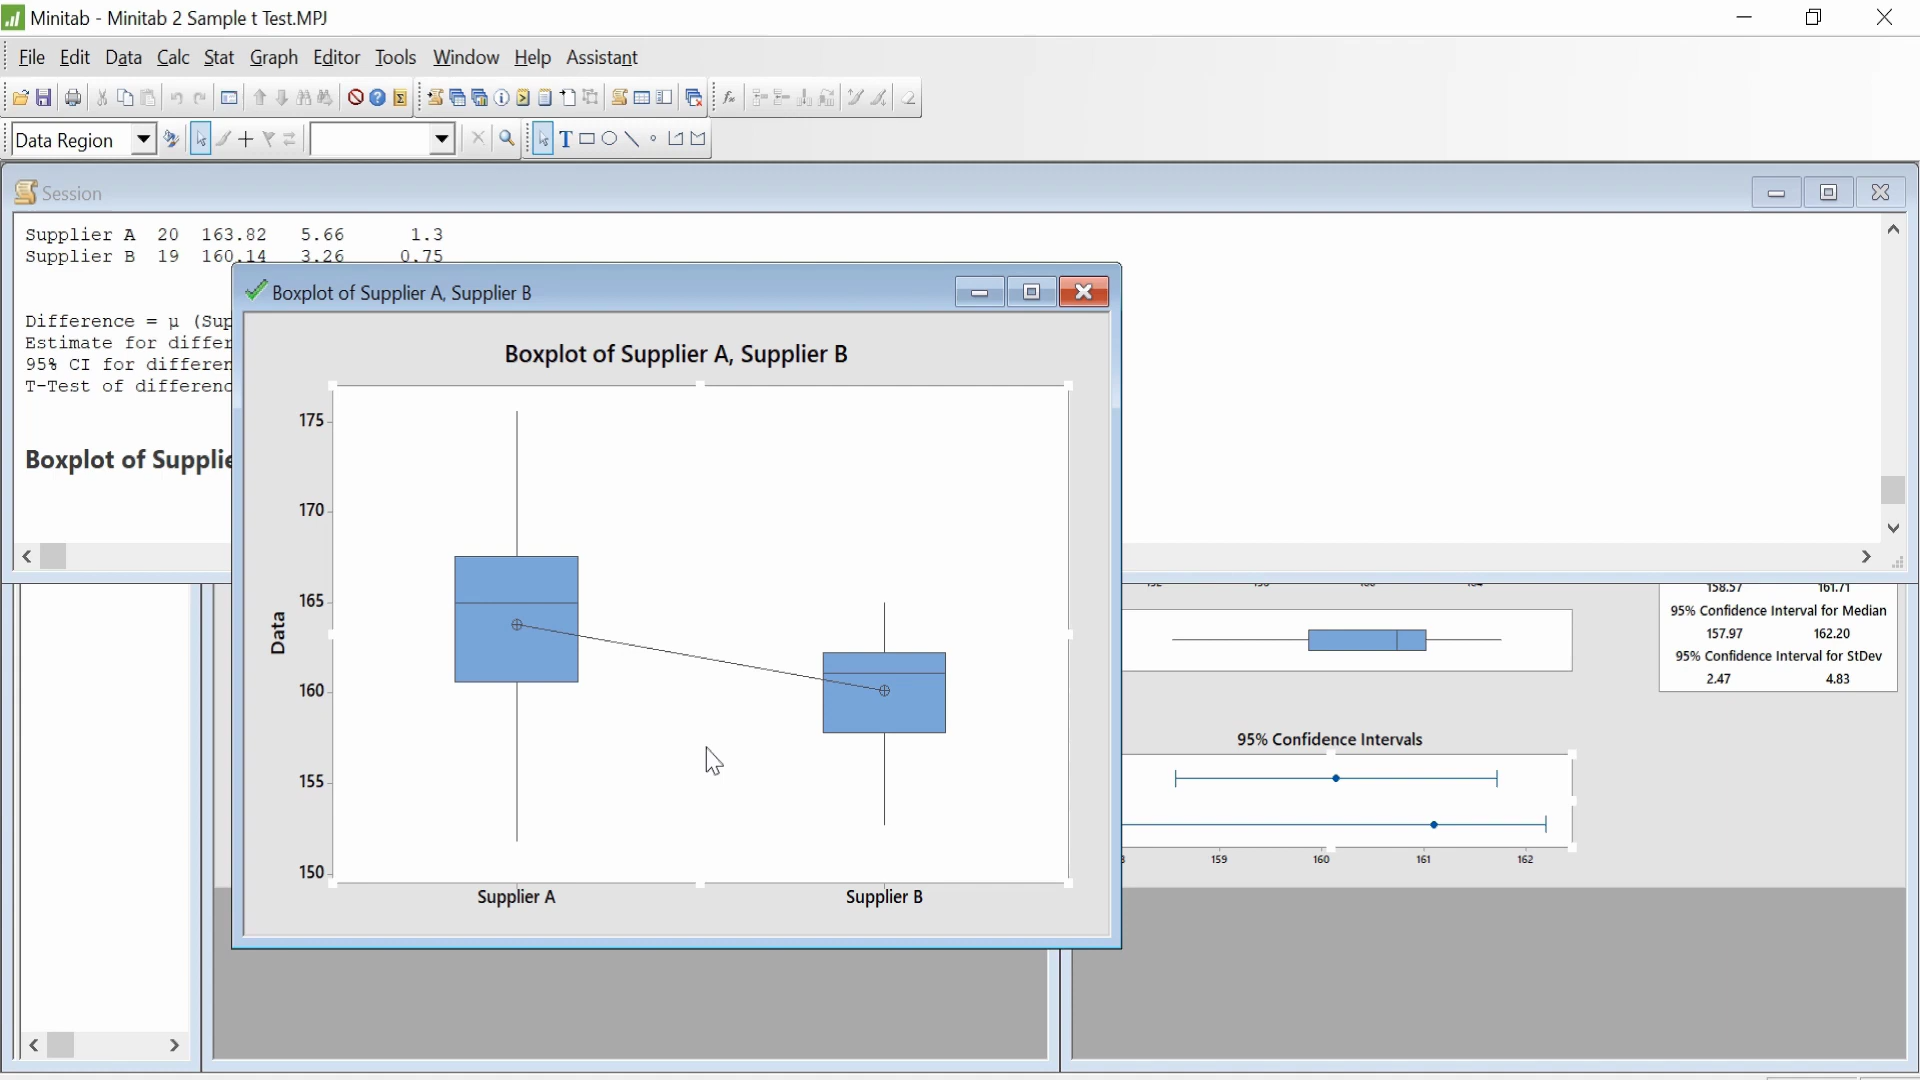 Minitab - Minitab 2 Sample t Test.MPJ
File Edit Data Calc Stat Graph Editor Tools Window Help Assistant
Data Region
Session
Supplier A 20 163.82 5.66 1.3
Supplier B 19 160.14 3.26 0.75
Difference = μ (Sup
Estimate for differ
95% CI for differen
T-Test of differenc
Boxplot of Supplie
Boxplot of Supplier A, Supplier B
Boxplot of Supplier A, Supplier B
Data
175
170
165
160
155
150
Supplier A Supplier B
158.57 161.71
95% Confidence Interval for Median
157.97 162.20
95% Confidence Interval for StDev
2.47 4.83
95% Confidence Intervals
159 160 161 162